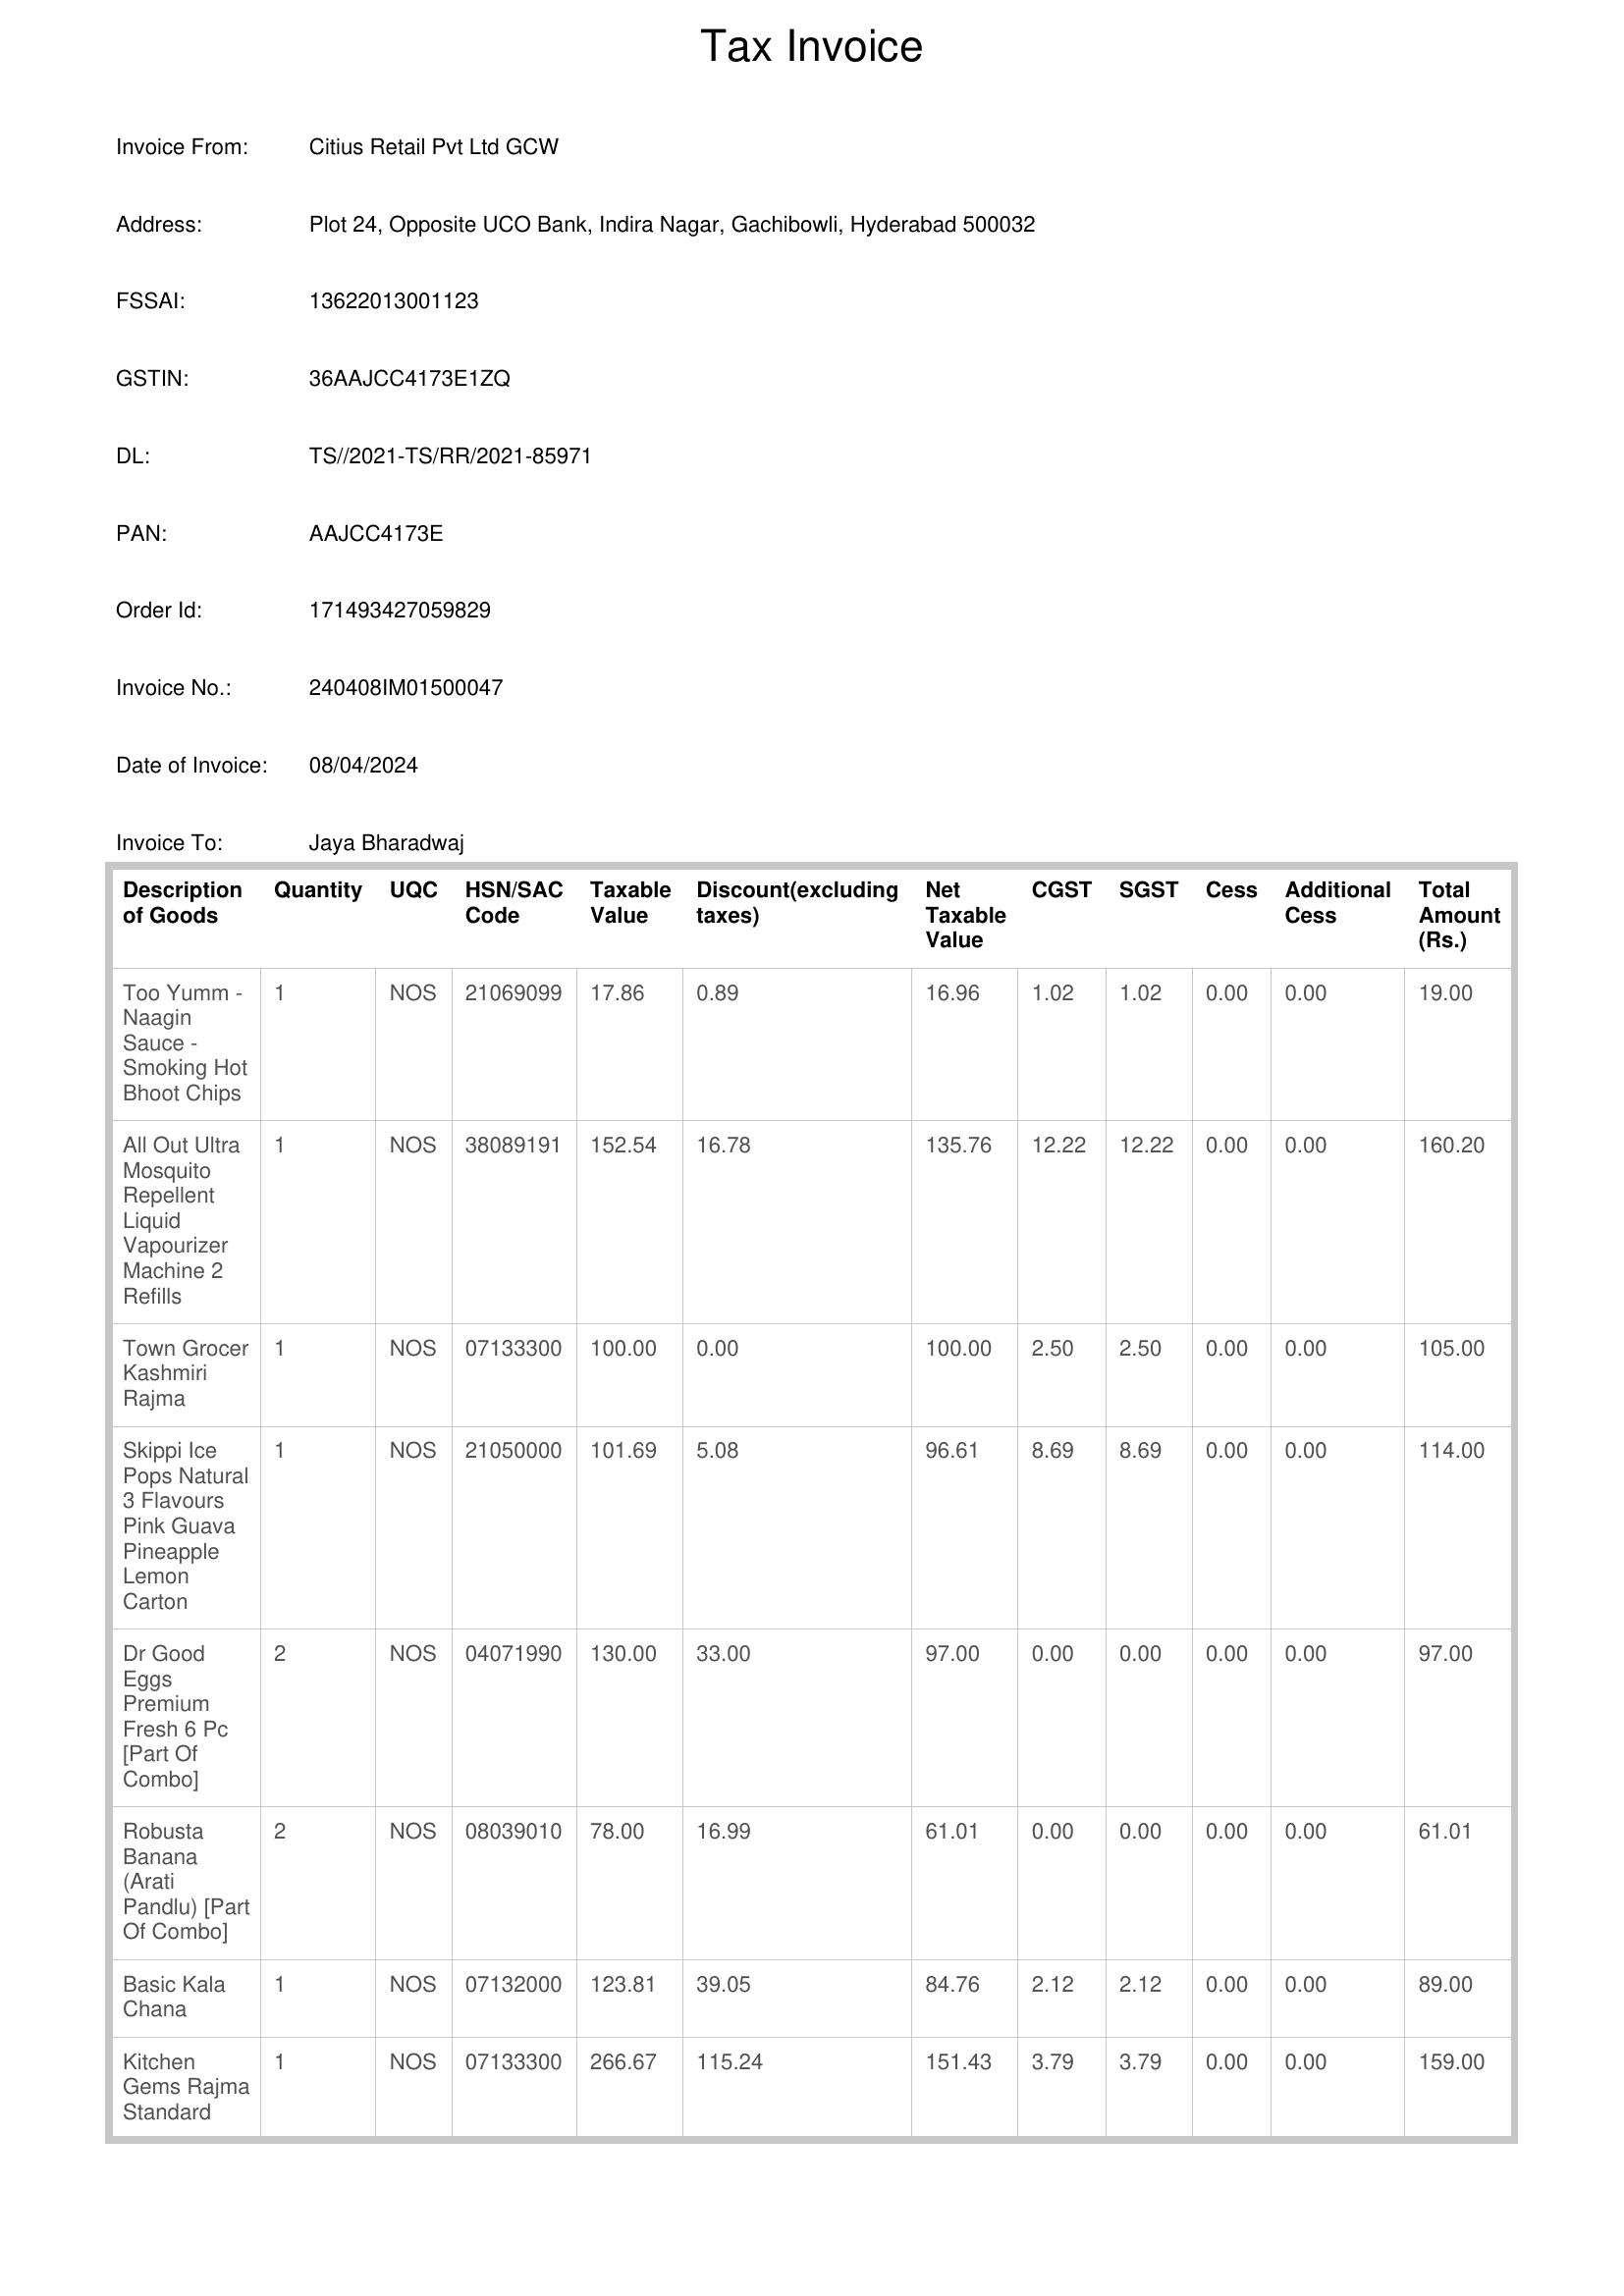 Tax Invoice
Invoice From: Citius Retail Pvt Ltd GCW
Address: Plot 24, Opposite UCO Bank, Indira Nagar, Gachibowli, Hyderabad 500032
FSSAI: 13622013001123
GSTIN: 36AAJCC4173E1ZQ
DL: TS//2021-TS/RR/2021-85971
PAN: AAJCC4173E
Order Id: 171493427059829
Invoice No.: 240408IM01500047
Date of Invoice: 08/04/2024
Invoice To: Jaya Bharadwaj
Description Quantity UQC HSN/SAC Taxable Discount(excluding Net CGST SGST Cess Additional Total
of Goods Code Value taxes) Taxable Cess Amount
Value (Rs.)
Too Yumm - 1 NOS 21069099 17.86 0.89 16.96 1.02 1.02 0.00 0.00 19.00
Naagin
Sauce -
Smoking Hot
Bhoot Chips
All Out Ultra 1 NOS 38089191 152.54 16.78 135.76 12.22 12.22 0.00 0.00 160.20
Mosquito
Repellent
Liquid
Vapourizer
Machine 2
Refills
Town Grocer 1 NOS 07133300 100.00 0.00 100.00 2.50 2.50 0.00 0.00 105.00
Kashmiri
Rajma
Skippi Ice 1 NOS 21050000 101.69 5.08 96.61 8.69 8.69 0.00 0.00 114.00
Pops Natural
3 Flavours
Pink Guava
Pineapple
Lemon
Carton
Dr Good 2 NOS 04071990 130.00 33.00 97.00 0.00 0.00 0.00 0.00 97.00
Eggs
Premium
Fresh 6 Pc
[Part Of
Combo]
Robusta 2 NOS 08039010 78.00 16.99 61.01 0.00 0.00 0.00 0.00 61.01
Banana
(Arati
Pandlu) [Part
Of Combo]
Basic Kala 1 NOS 07132000 123.81 39.05 84.76 2.12 2.12 0.00 0.00 89.00
Chana
Kitchen 1 NOS 07133300 266.67 115.24 151.43 3.79 3.79 0.00 0.00 159.00
Gems Rajma
Standard